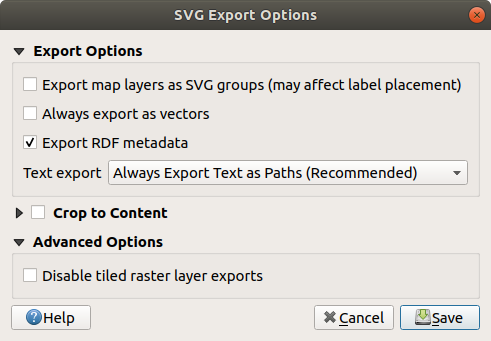 SVG Export Options
Export Options
Export map layers as SVG groups (may affect label placement)
Always export as vectors
Export RDF metadata
Text export Always Export Text as Paths (Recommended)
Crop to Content
Advanced Options
Disable tiled raster layer exports
Help Cancel Save